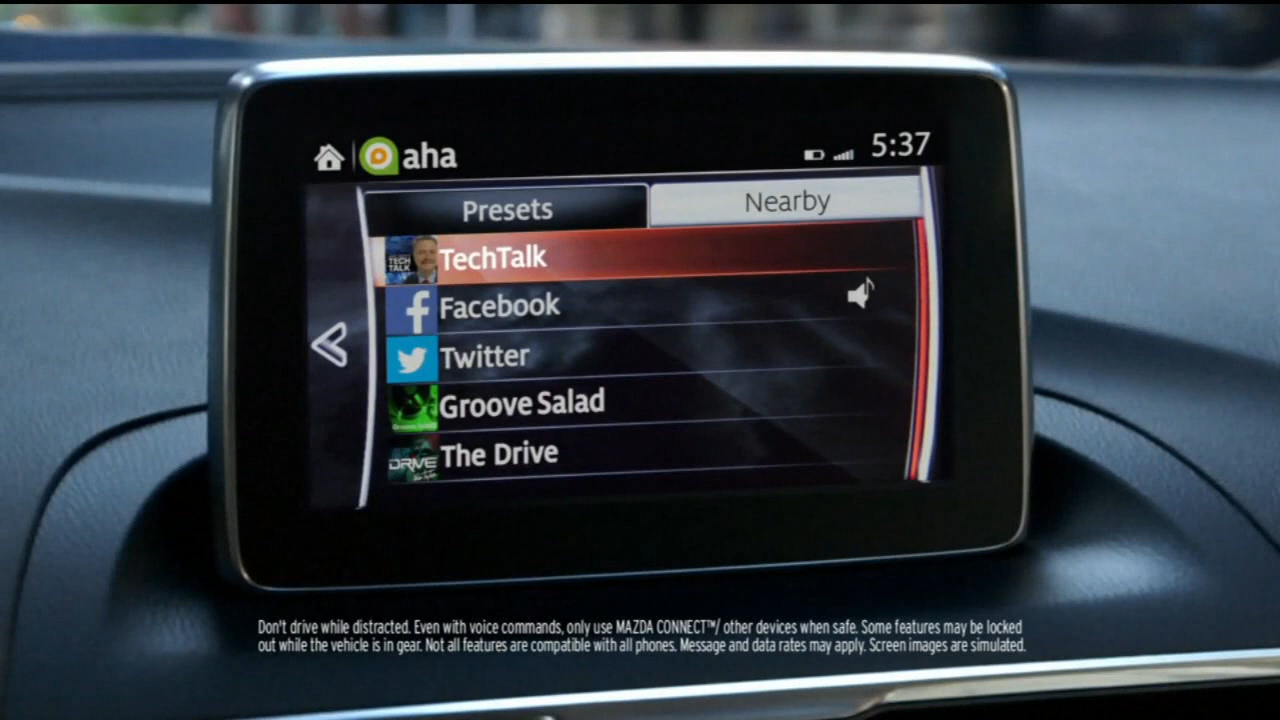 aha
5:37
Presets
Nearby
TECH
TALK
TechTalk
f
Facebook
Twitter
Groove Salad
DRIVE
The Drive
Don't drive while distracted. Even with voice commands, only use MAZDA CONNECT™/ other devices when safe. Some features may be locked
out while the vehicle is in gear. Not all features are compatible with all phones. Message and data rates may apply. Screen images are simulated.